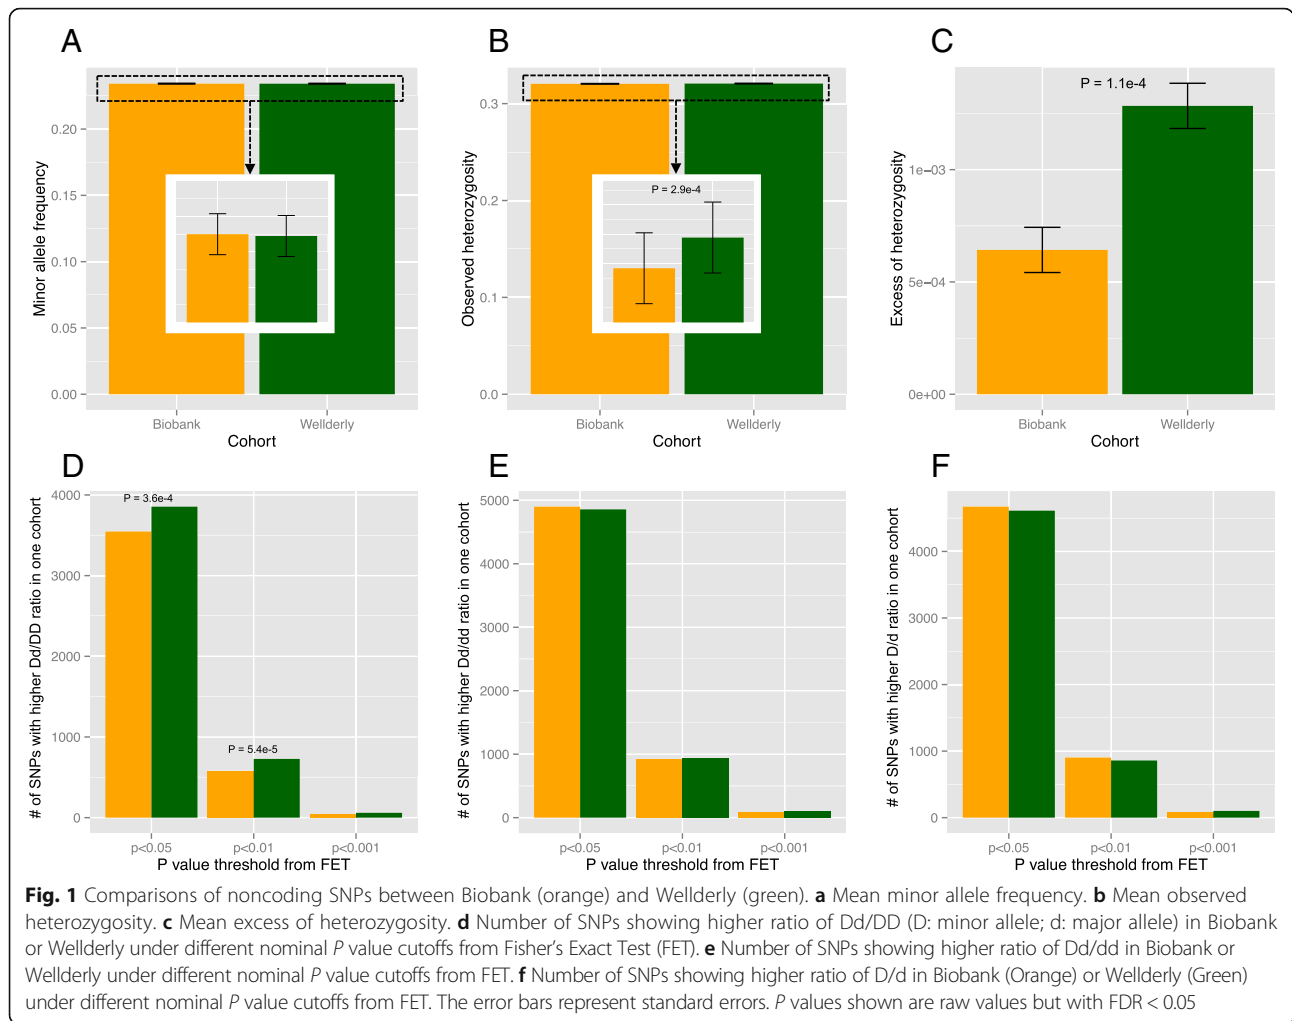 A
Minor allele frequency
0.20
0.15
0.10
0.05
0.00
Biobank
Wellderly
Cohort
B
Observed heterozygosity
0.3
0.2
0.1
0.0
P = 2.9e-4
Biobank
Wellderly
Cohort
C
Excess of heterozygosity
1e−03
5e−04
0e+00
P = 1.1e-4
Biobank
Wellderly
Cohort
D
# of SNPs with higher Dd/DD ratio in one cohort
4000
3000
2000
1000
0
P = 3.6e-4
P = 5.4e-5
p<0.05
p<0.01
p<0.001
P value threshold from FET
E
# of SNPs with higher Dd/dd ratio in one cohort
5000
4000
3000
2000
1000
0
p<0.05
p<0.01
p<0.001
P value threshold from FET
F
# of SNPs with higher D/d ratio in one cohort
4000
3000
2000
1000
0
p<0.05
p<0.01
p<0.001
P value threshold from FET
Fig. 1 Comparisons of noncoding SNPs between Biobank (orange) and Wellderly (green). a Mean minor allele frequency. b Mean observed
heterozygosity. c Mean excess of heterozygosity. d Number of SNPs showing higher ratio of Dd/DD (D: minor allele; d: major allele) in Biobank
or Wellderly under different nominal P value cutoffs from Fisher's Exact Test (FET). e Number of SNPs showing higher ratio of Dd/dd in Biobank or
Wellderly under different nominal P value cutoffs from FET. f Number of SNPs showing higher ratio of D/d in Biobank (Orange) or Wellderly (Green)
under different nominal P value cutoffs from FET. The error bars represent standard errors. P values shown are raw values but with FDR < 0.05